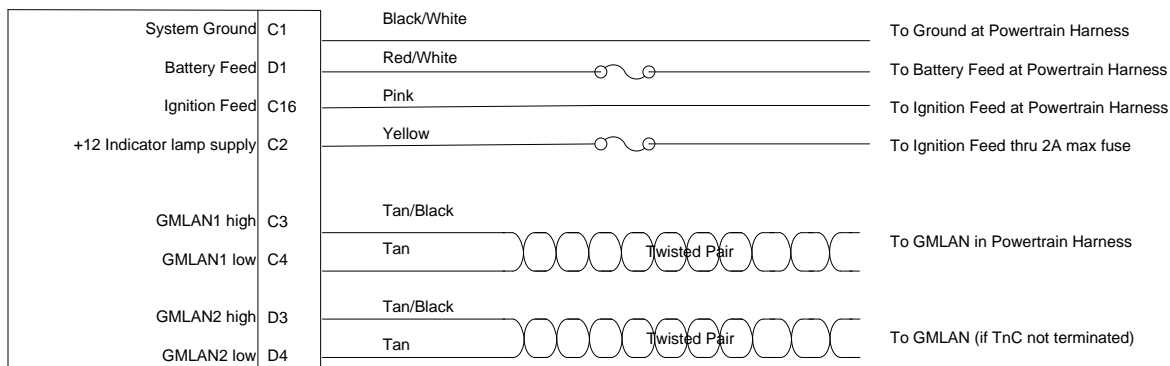 System Ground C1 Black/White To Ground at Powertrain Harness
Battery Feed D1 Red/White To Battery Feed at Powertrain Harness
Ignition Feed C16 Pink To Ignition Feed at Powertrain Harness
+12 Indicator lamp supply C2 Yellow To Ignition Feed thru 2A max fuse
GMLAN1 high C3 Tan/Black
To GMLAN in Powertrain Harness
GMLAN1 low C4 Tan Twisted Pair
GMLAN2 high D3 Tan/Black
To GMLAN (if TnC not terminated)
GMLAN2 low D4 Tan Twisted Pair